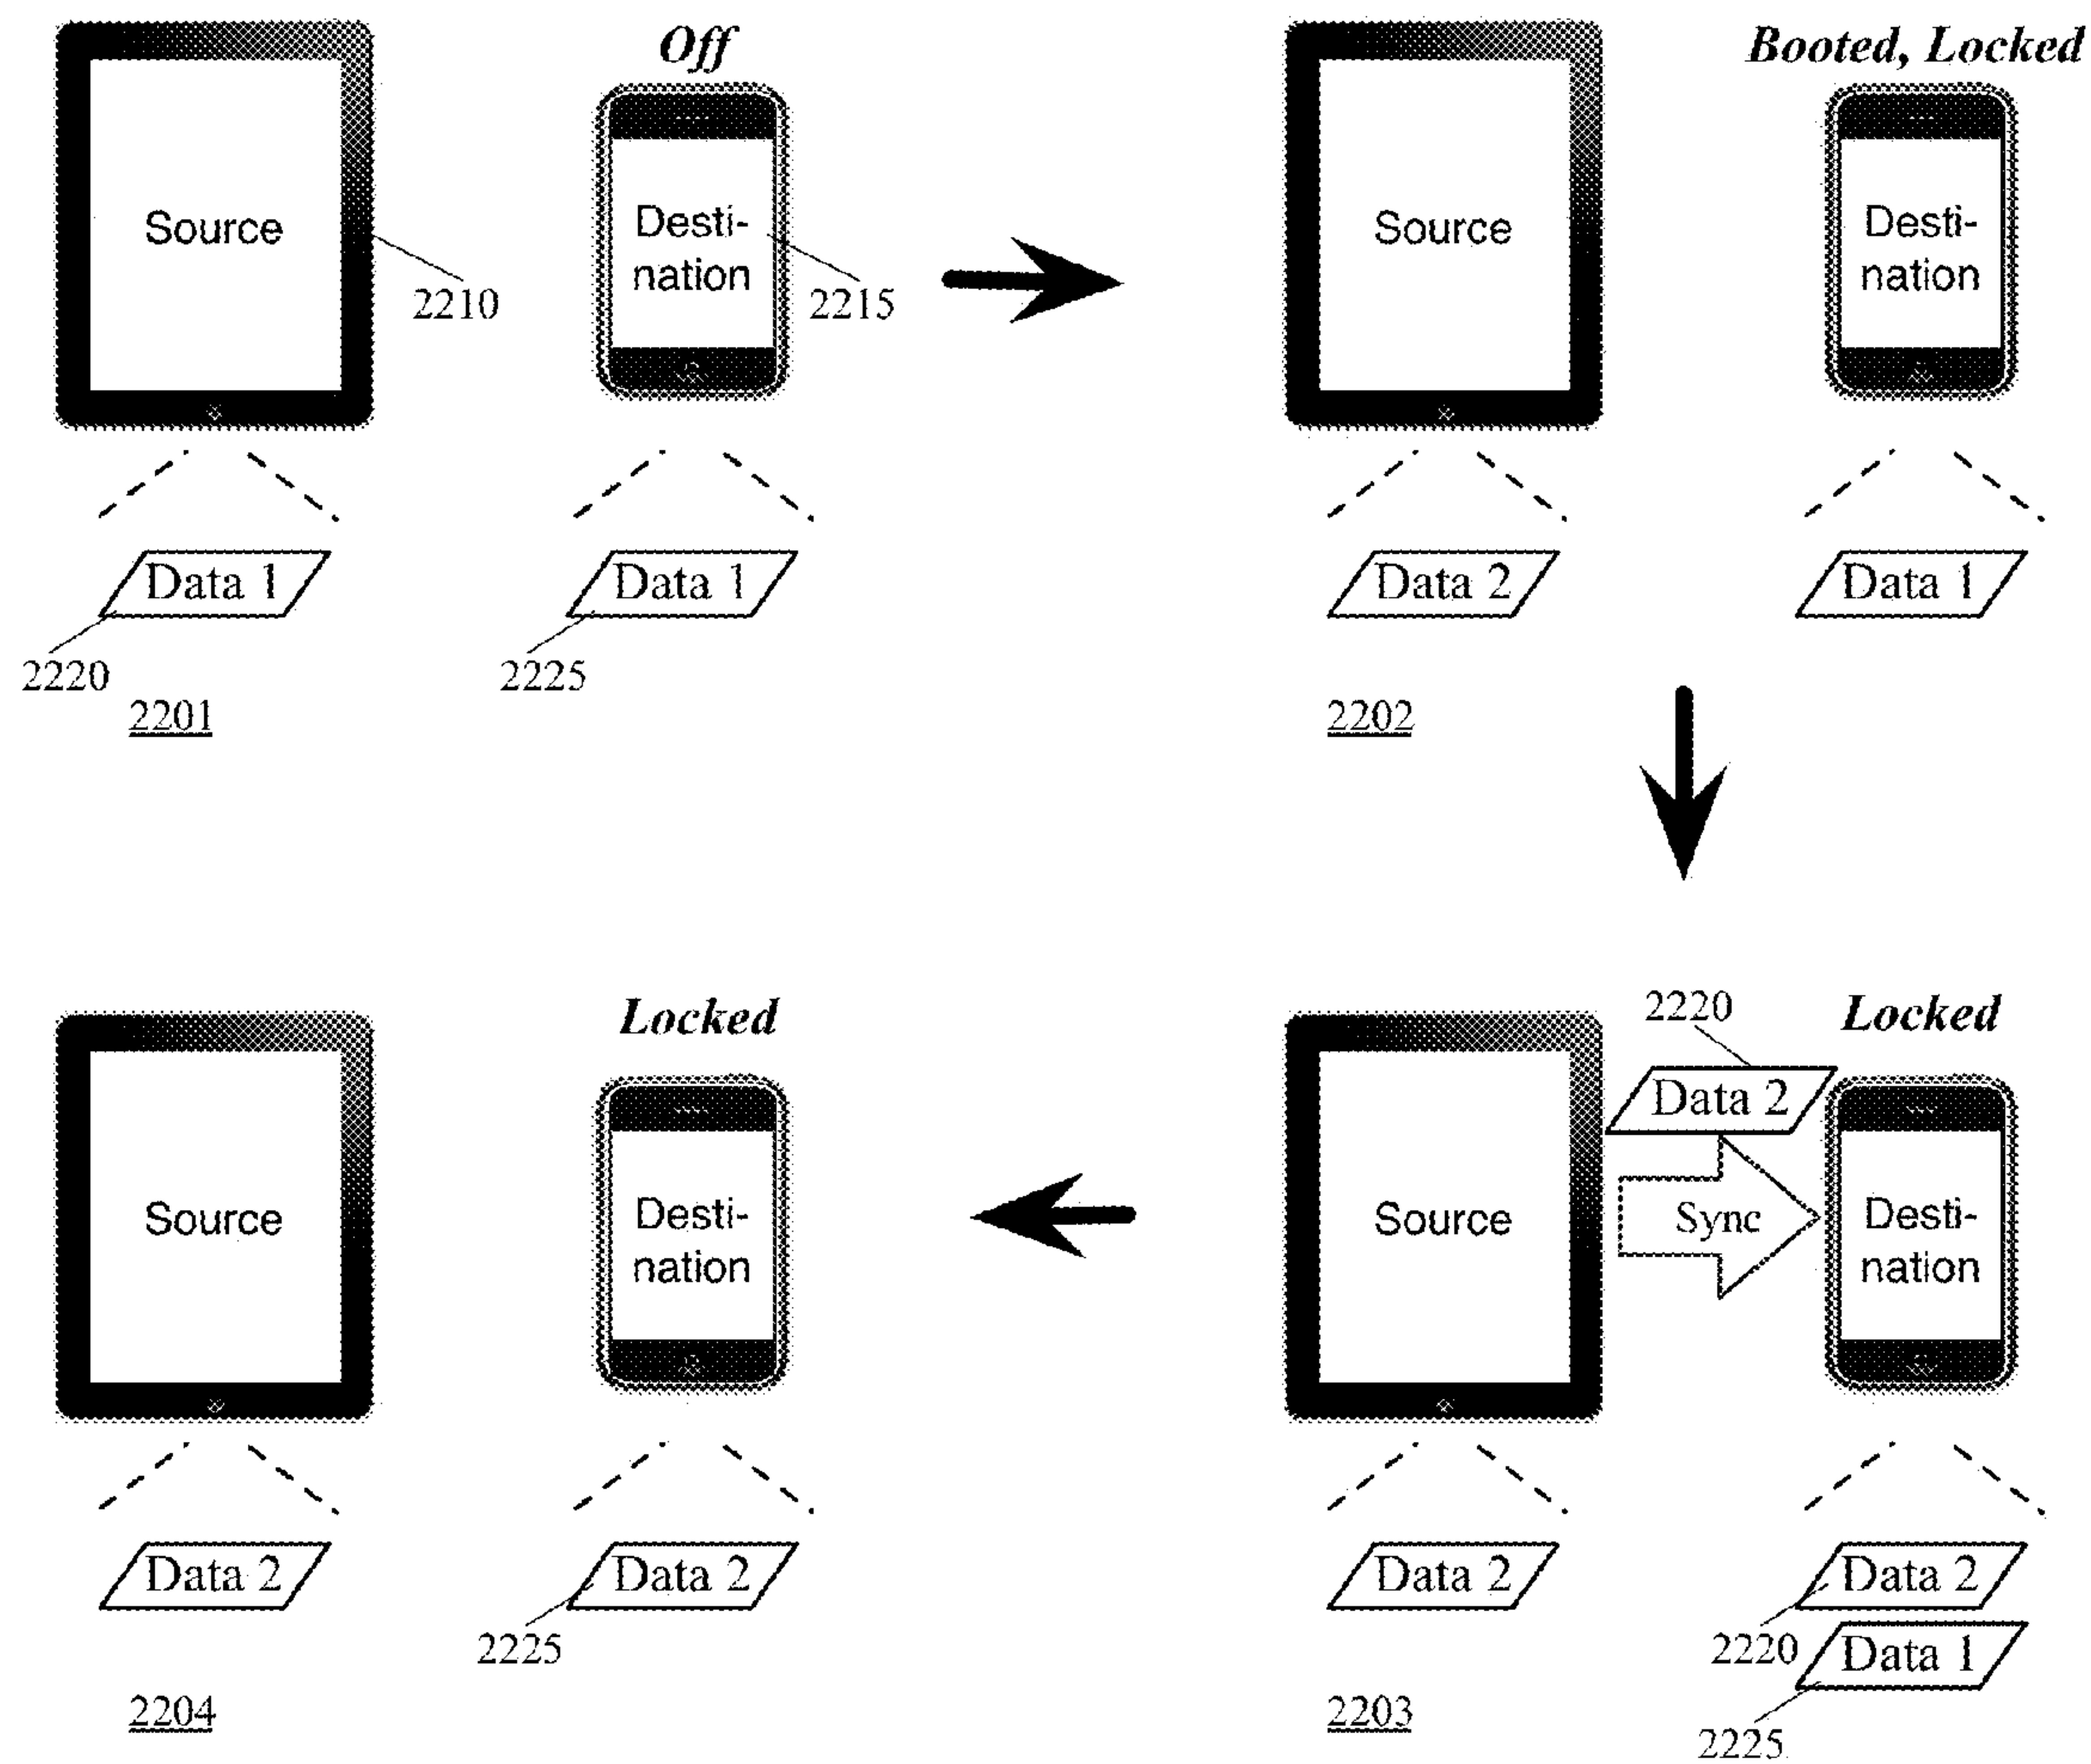 Off
Source
Desti-
nation
2210
2215
Data 1
Data 1
2220
2225
2201
Booted, Locked
Source
Desti-
nation
Data 2
Data 1
2202
2220
Locked
Data 2
Source
Sync
Desti-
nation
Data 2
Data 2
2220
Data 1
2203
2225
Locked
Source
Desti-
nation
Data 2
Data 2
2225
2204